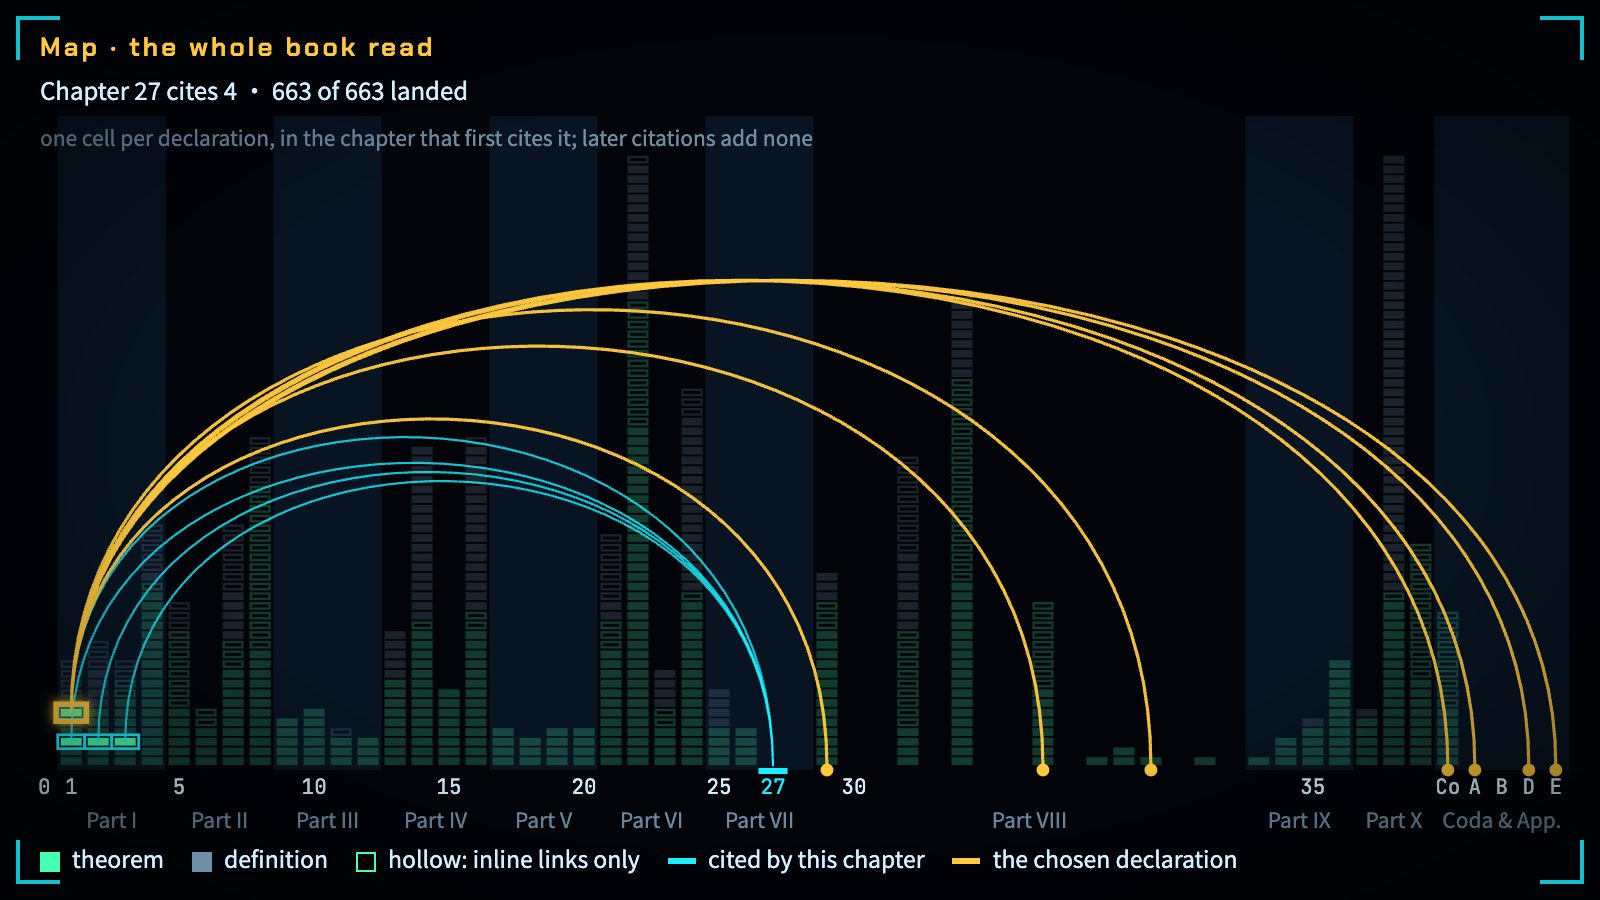 Map · the whole book read
Chapter 27 cites 4 • 663 of 663 landed
one cell per declaration, in the chapter that first cites it; later citations add none
0 1 5 10 15 20 25 27 30 35 Co A B D E
Part I Part II Part III Part IV Part V Part VI Part VII Part VIII Part IX Part X Coda & App.
theorem definition hollow: inline links only cited by this chapter the chosen declaration